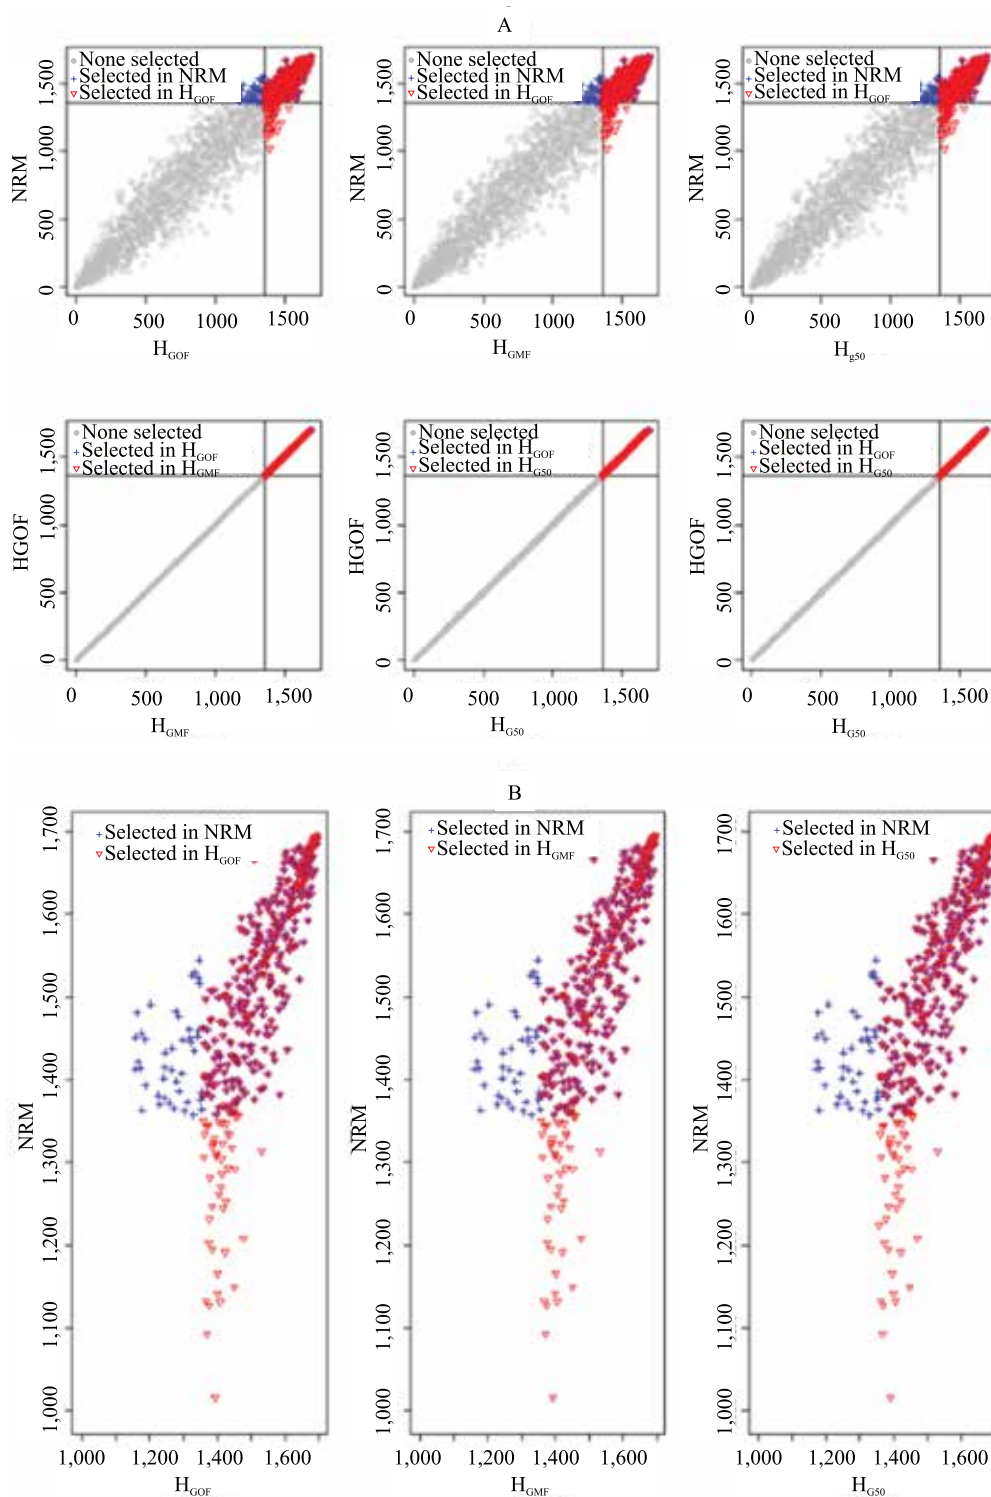 A
None selected
Selected in NRM
Selected in HGOF
NRM
1,500
1,000
500
0
0 500 1000 1500
HGOF
None selected
Selected in NRM
Selected in HGOF
NRM
1,500
1,000
500
0
0 500 1000 1500
HGMF
None selected
Selected in NRM
Selected in HGOF
NRM
1,500
1,000
500
0
0 500 1000 1500
Hg50
None selected
Selected in HGOF
Selected in HGMF
HGOF
1,500
1,000
500
0
0 500 1,000 1,500
HGMF
None selected
Selected in HGOF
Selected in HG50
HGOF
1,500
1,000
500
0
0 500 1,000 1,500
HG50
None selected
Selected in HGOF
Selected in HG50
HGOF
1,500
1,000
500
0
0 500 1,000 1,500
HG50
B
Selected in NRM
Selected in HGOF
NRM
1,700
1,600
1,500
1,400
1,300
1,200
1,100
1,000
1,000 1,200 1,400 1,600
HGOF
Selected in NRM
Selected in HGMF
NRM
1,700
1,600
1,500
1,400
1,300
1,200
1,100
1,000
1,000 1,200 1,400 1,600
HGMF
Selected in NRM
Selected in HG50
NRM
1700
1600
1500
1400
1,300
1,200
1,100
1,000
1,000 1,200 1,400 1,600
HG50